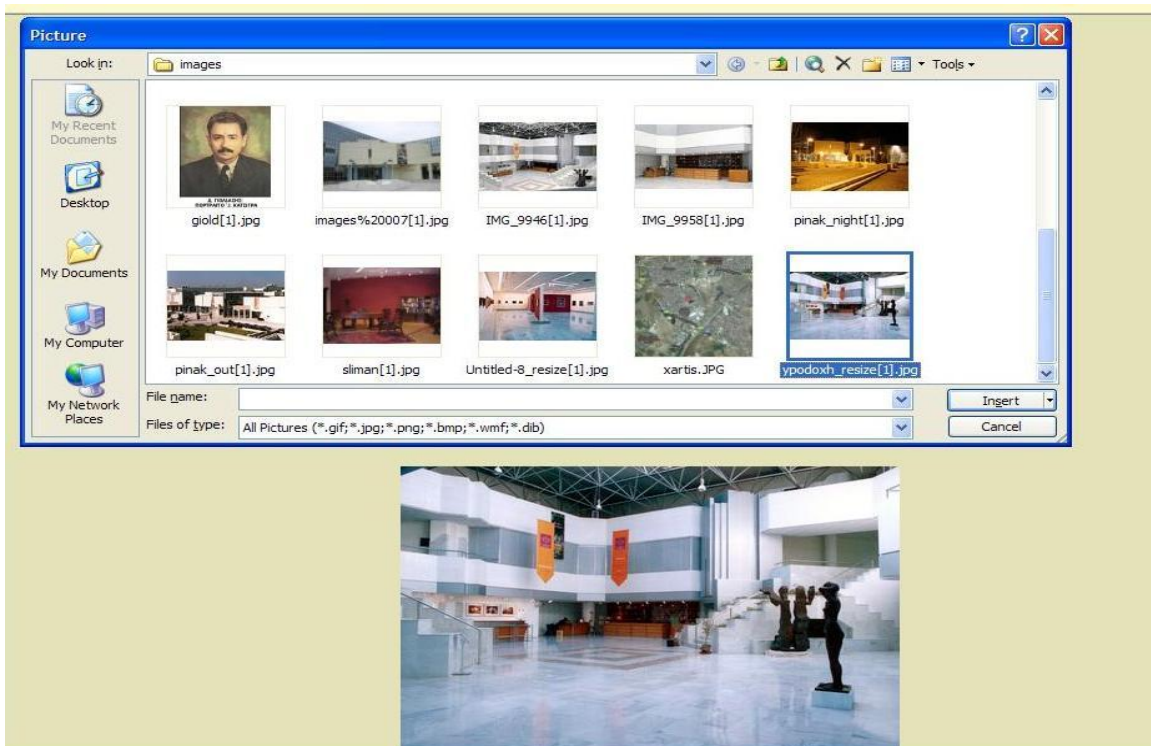 Picture
Look in:
images
Tools
My Recent
Documents
Desktop
My Documents
My Computer
My Network
Places
giold[1].jpg
images%20007[1].jpg
IMG_9946[1].jpg
IMG_9958[1].jpg
pinak_night[1].jpg
pinak_out[1].jpg
sliman[1].jpg
Untitled-8_resize[1].jpg
xartis.JPG
ypodoxh_resize[1].jpg
File name:
Insert
Files of type:
All Pictures (*.gif;*.jpg;*.png;*.bmp;*.wmf;*.dib)
Cancel